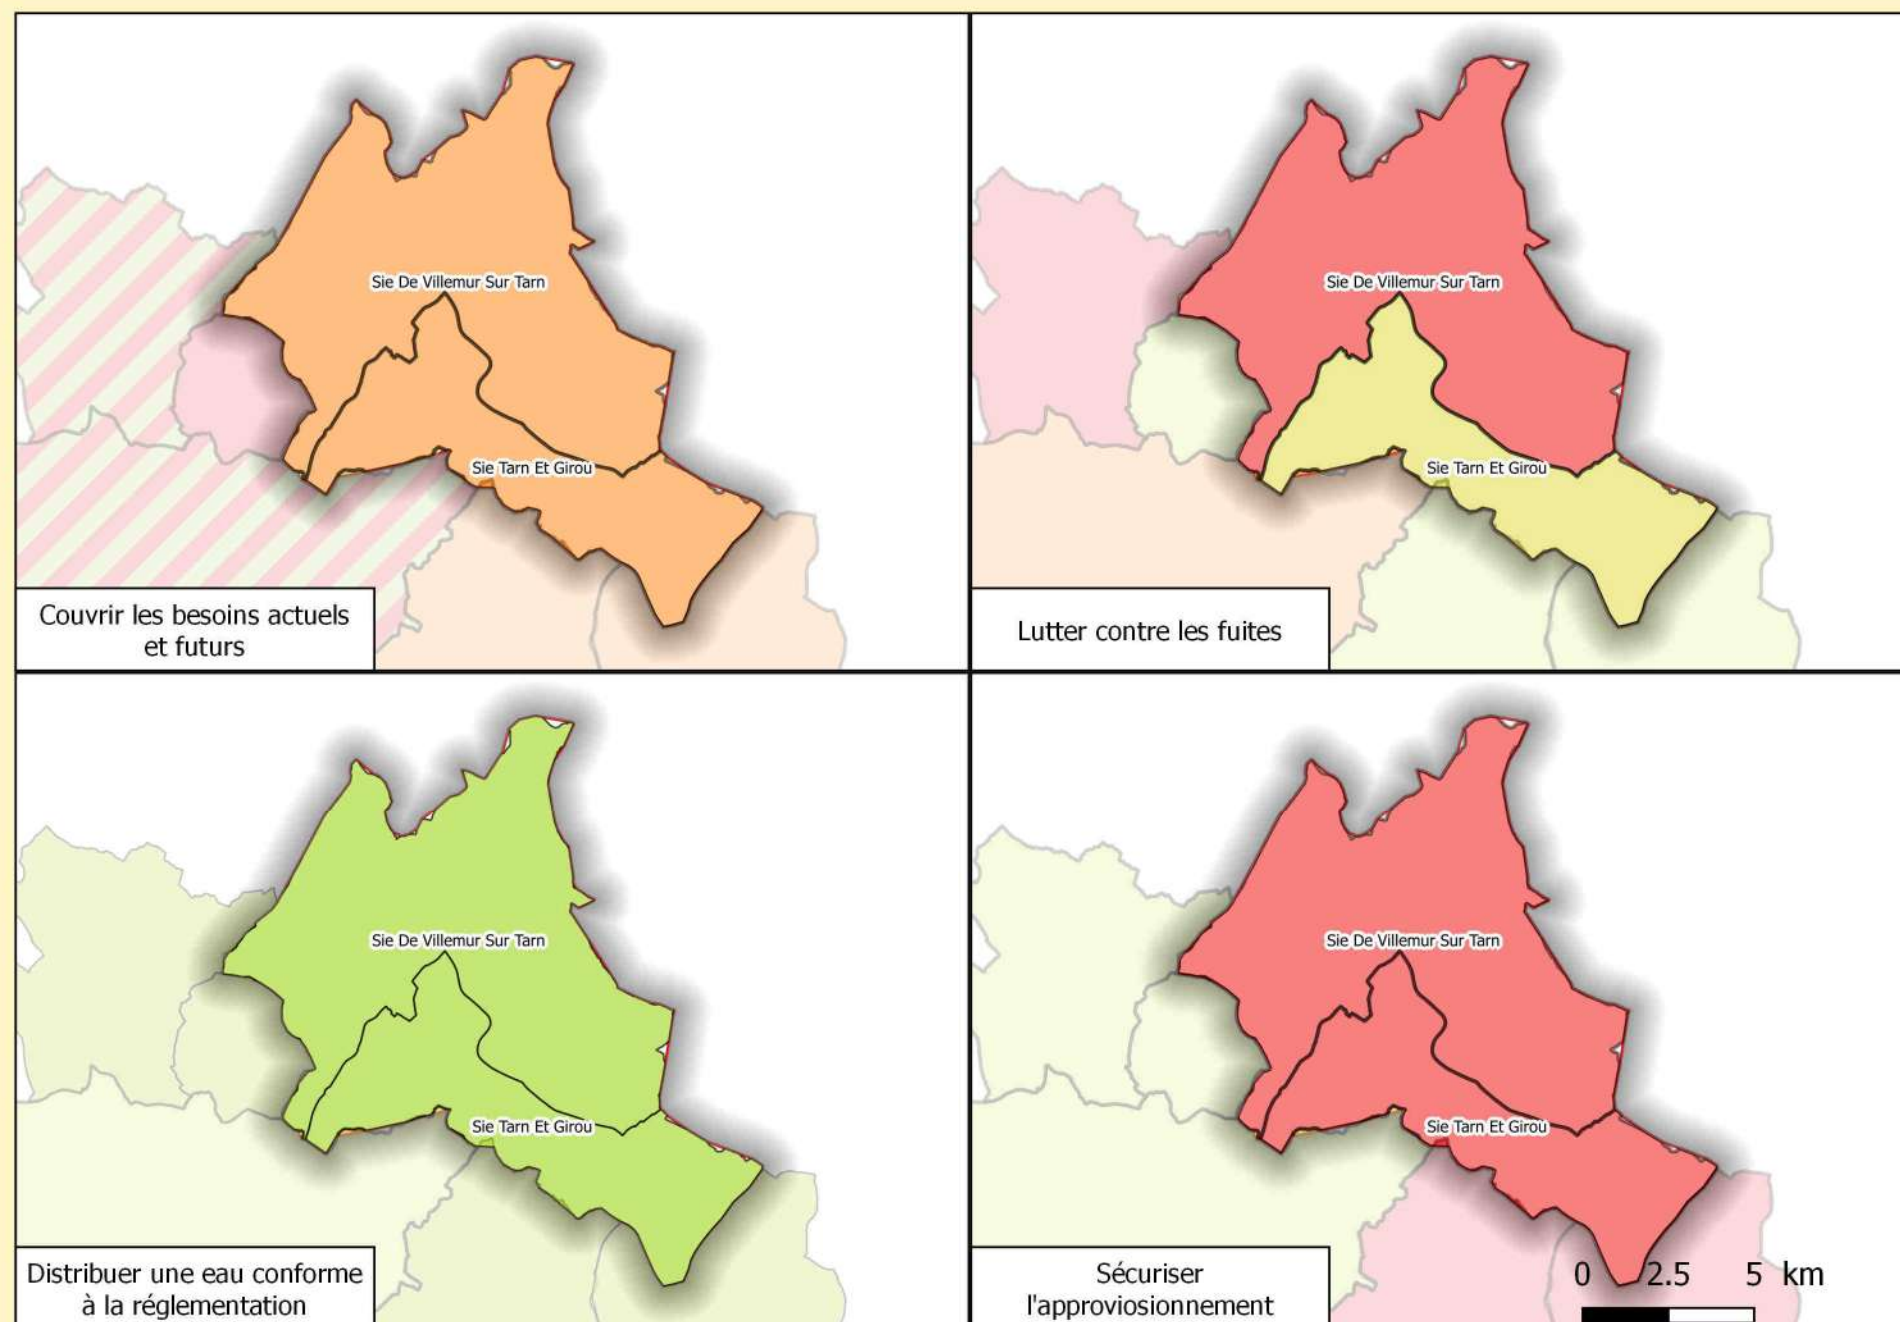 Sie De Villemur Sur Tarn
Sie Tarn Et Girou
Couvrir les besoins actuels
et futurs
Sie De Villemur Sur Tarn
Sie Tarn Et Girou
Lutter contre les fuites
Sie De Villemur Sur Tarn
Sie Tarn Et Girou
Distribuer une eau conforme
à la réglementation
Sie De Villemur Sur Tarn
Sie Tarn Et Girou
Sécuriser
l'approviosionnement
0 2.5 5 km